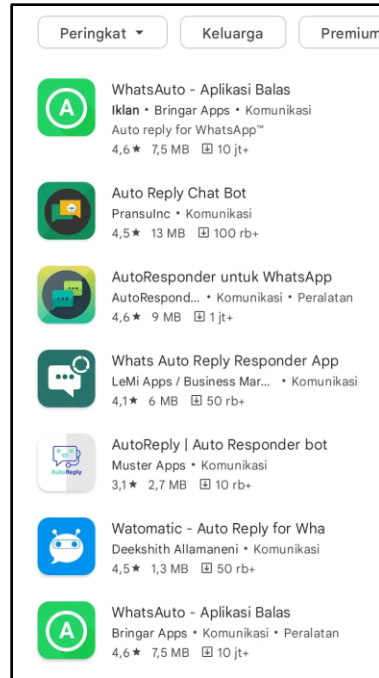 Peringkat
Keluarga
Premium
WhatsAuto - Aplikasi Balas
Iklan • Bringar Apps • Komunikasi
Auto reply for WhatsApp™
4,6★ 7,5 MB 10 jt+
Auto Reply Chat Bot
PransuInc • Komunikasi
4,5★ 13 MB 100 rb+
AutoResponder untuk WhatsApp
AutoRespond... • Komunikasi • Peralatan
4,6★ 9 MB 1 jt+
Whats Auto Reply Responder App
LeMi Apps / Business Mar... • Komunikasi
4,1★ 6 MB 50 rb+
AutoReply
AutoReply | Auto Responder bot
Muster Apps • Komunikasi
3,1★ 2,7 MB 10 rb+
Watomatic - Auto Reply for Wha
Deekshith Allamaneni • Komunikasi
4,5★ 1,3 MB 50 rb+
WhatsAuto - Aplikasi Balas
Bringar Apps • Komunikasi • Peralatan
4,6★ 7,5 MB 10 jt+